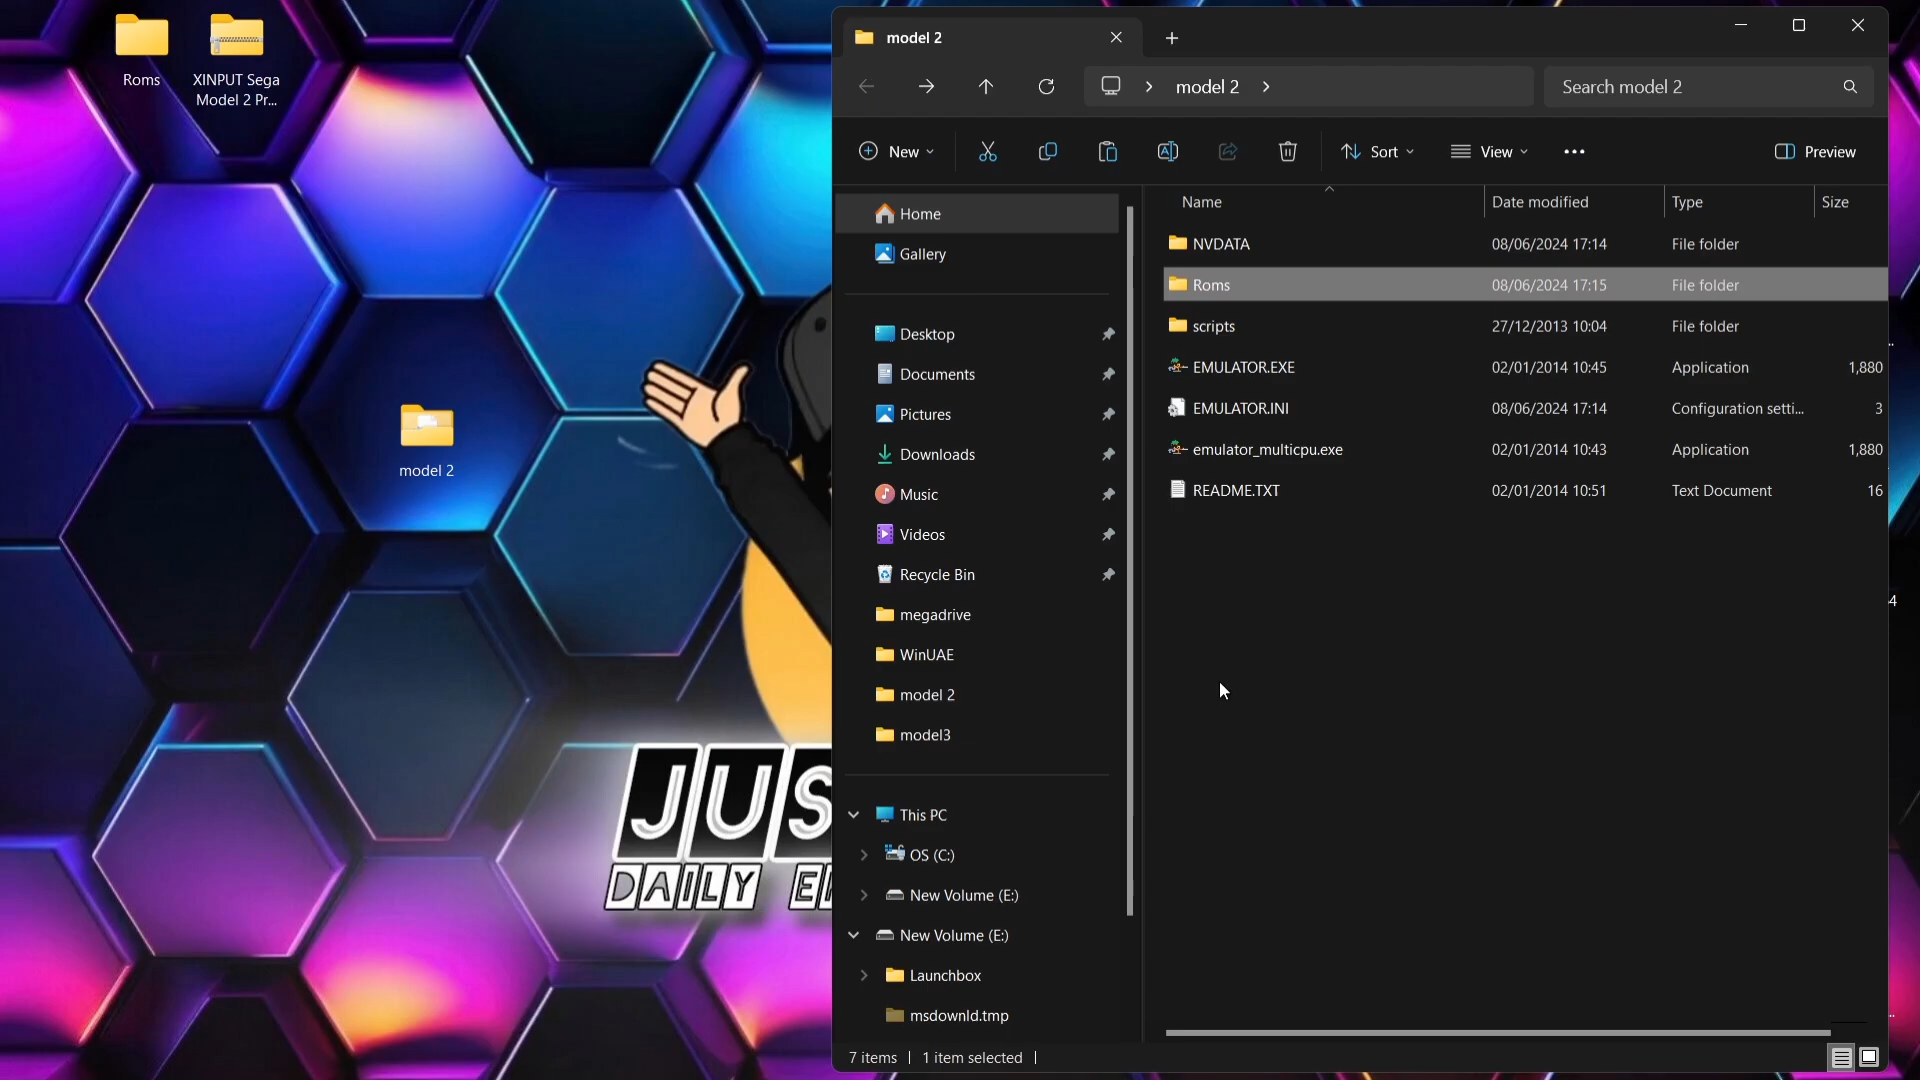 Roms
XINPUT Sega
Model 2 Pr...
model 2
JUS
DAILY
model 2
model 2
Search model 2
New
Sort
View
Preview
Name
Date modified
Type
Size
Home
Gallery
Desktop
Documents
Pictures
Downloads
Music
Videos
Recycle Bin
megadrive
WinUAE
model 2
model3
This PC
OS (C:)
New Volume (E:)
New Volume (E:)
Launchbox
msdownld.tmp
NVDATA 08/06/2024 17:14 File folder
Roms 08/06/2024 17:15 File folder
scripts 27/12/2013 10:04 File folder
EMULATOR.EXE 02/01/2014 10:45 Application 1,880
EMULATOR.INI 08/06/2024 17:14 Configuration setti... 3
emulator_multicpu.exe 02/01/2014 10:43 Application 1,880
README.TXT 02/01/2014 10:51 Text Document 16
7 items
1 item selected
4